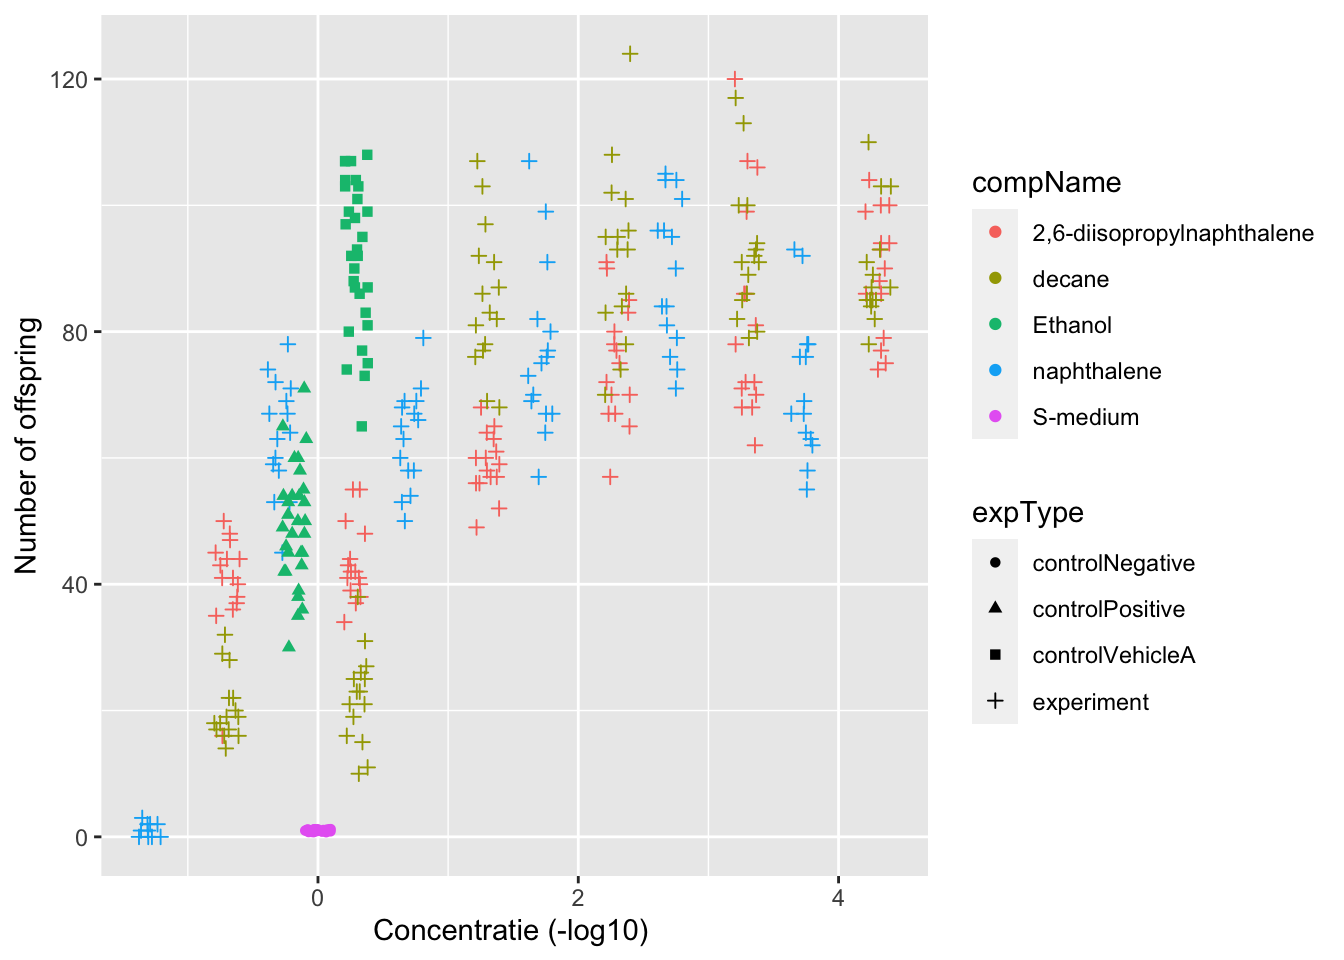 120
80
40
0
Number of offspring
0
2
4
Concentratie (-log10)
compName
2,6-diisopropylnaphthalene
decane
Ethanol
naphthalene
S-medium
expType
controlNegative
controlPositive
controlVehicleA
experiment